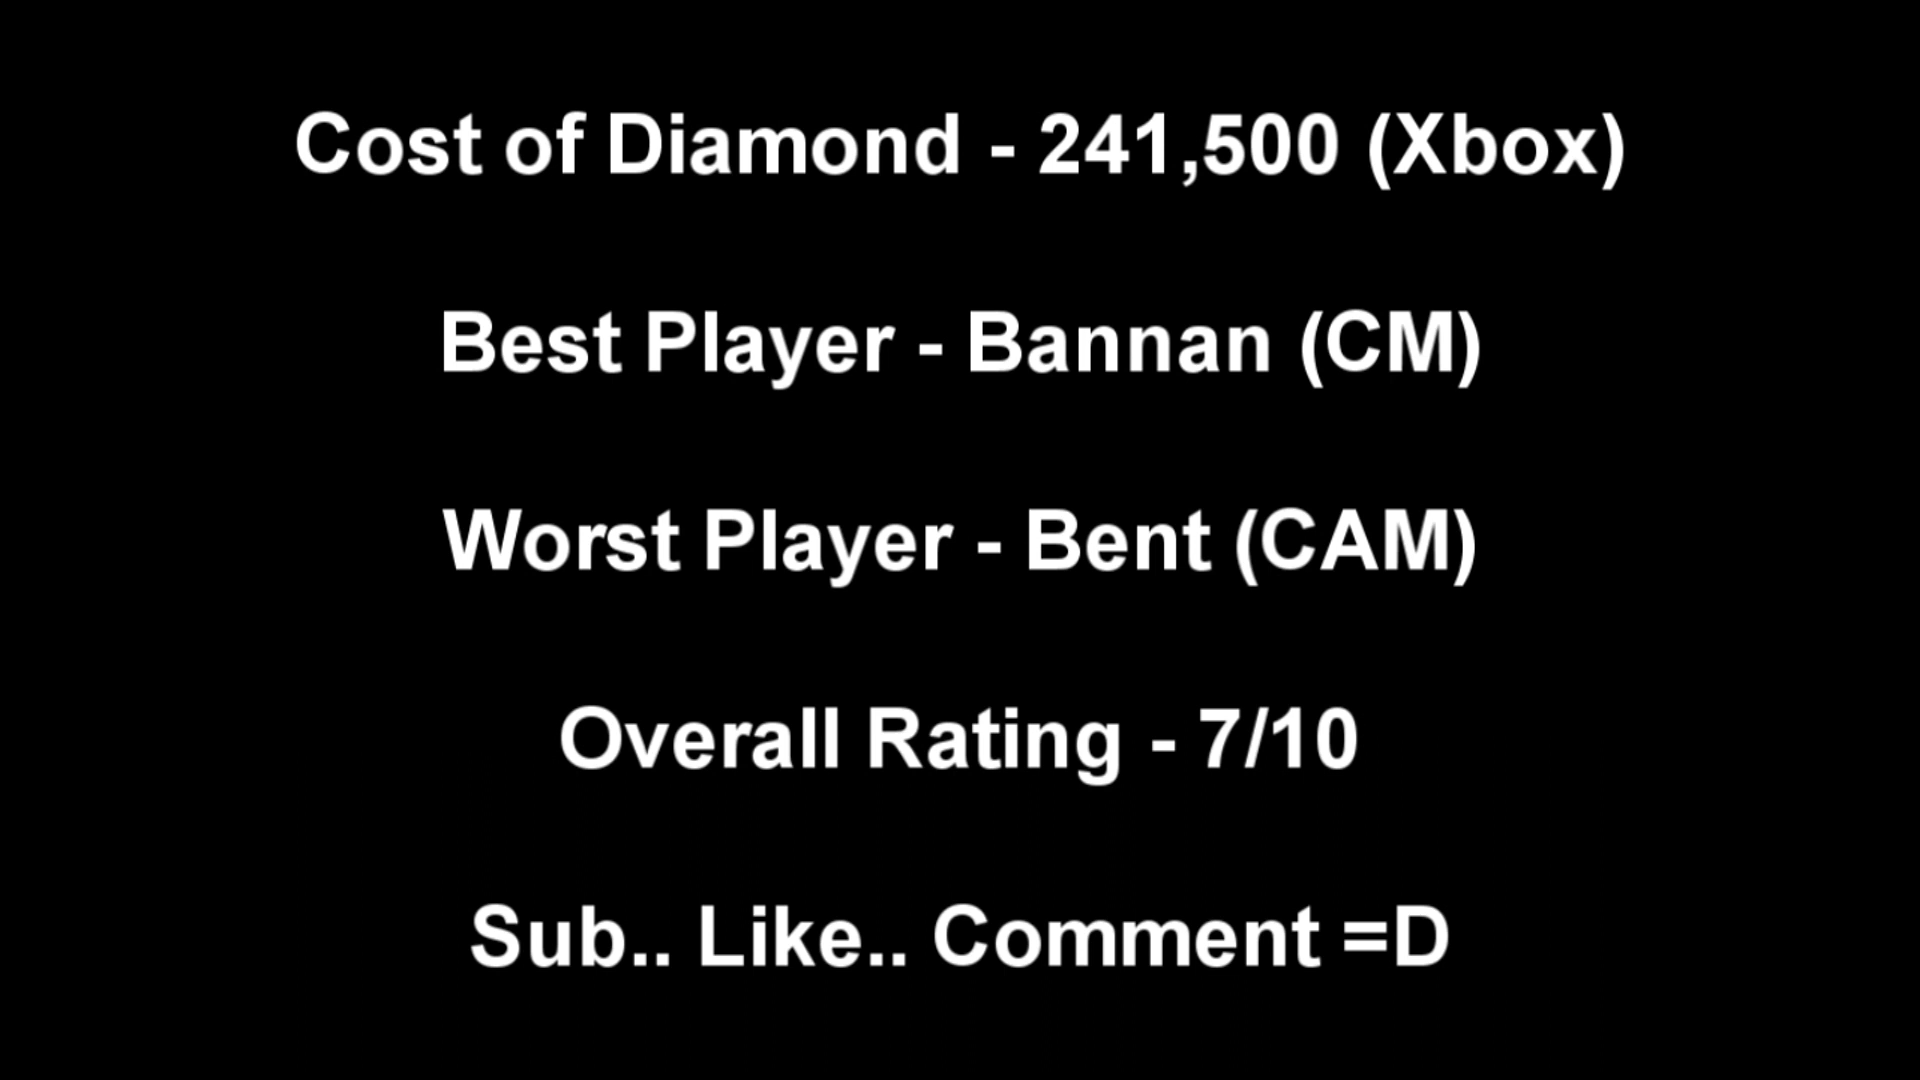 Cost of Diamond - 241,500 (Xbox)
Best Player - Bannan (CM)
Worst Player - Bent (CAM)
Overall Rating - 7/10
Sub.. Like.. Comment =D